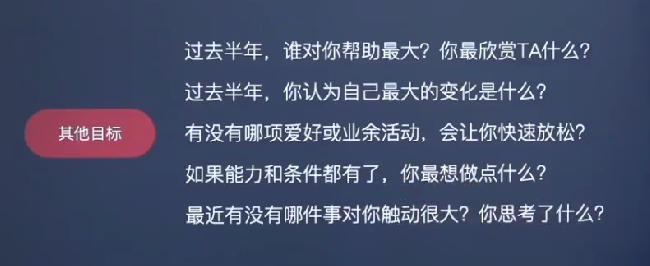 过去半年，谁对你帮助最大？你最欣赏TA什么？
过去半年，你认为自己最大的变化是什么？
其他目标
有没有哪项爱好或业余活动，会让你快速放松？
如果能力和条件都有了，你最想做点什么？
最近有没有哪件事对你触动很大？你思考了什么？